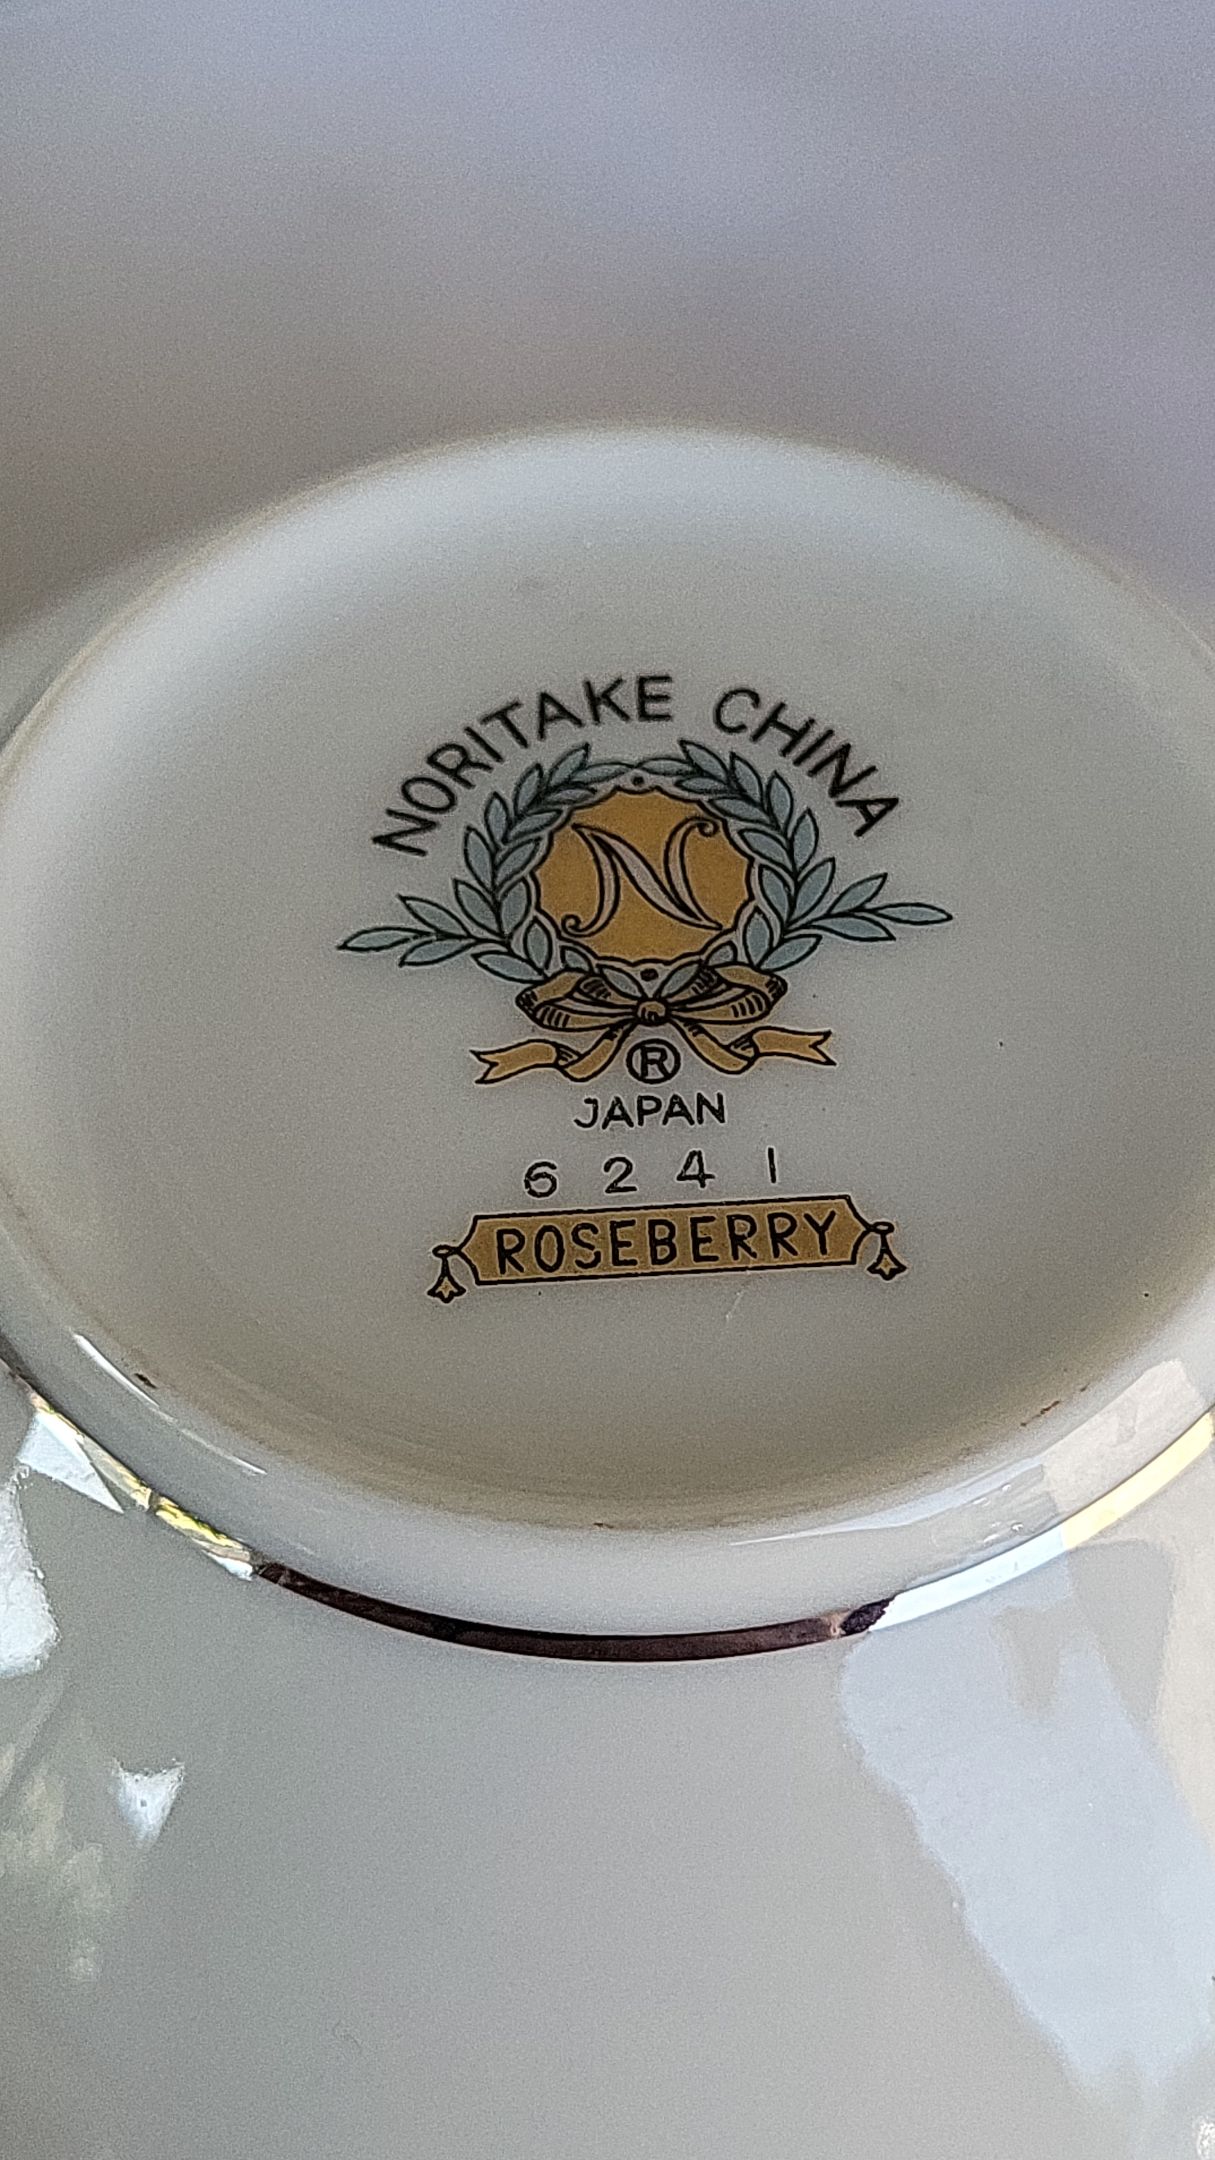 NORITAKE CHINA
N
®
JAPAN
6241
ROSEBERRY